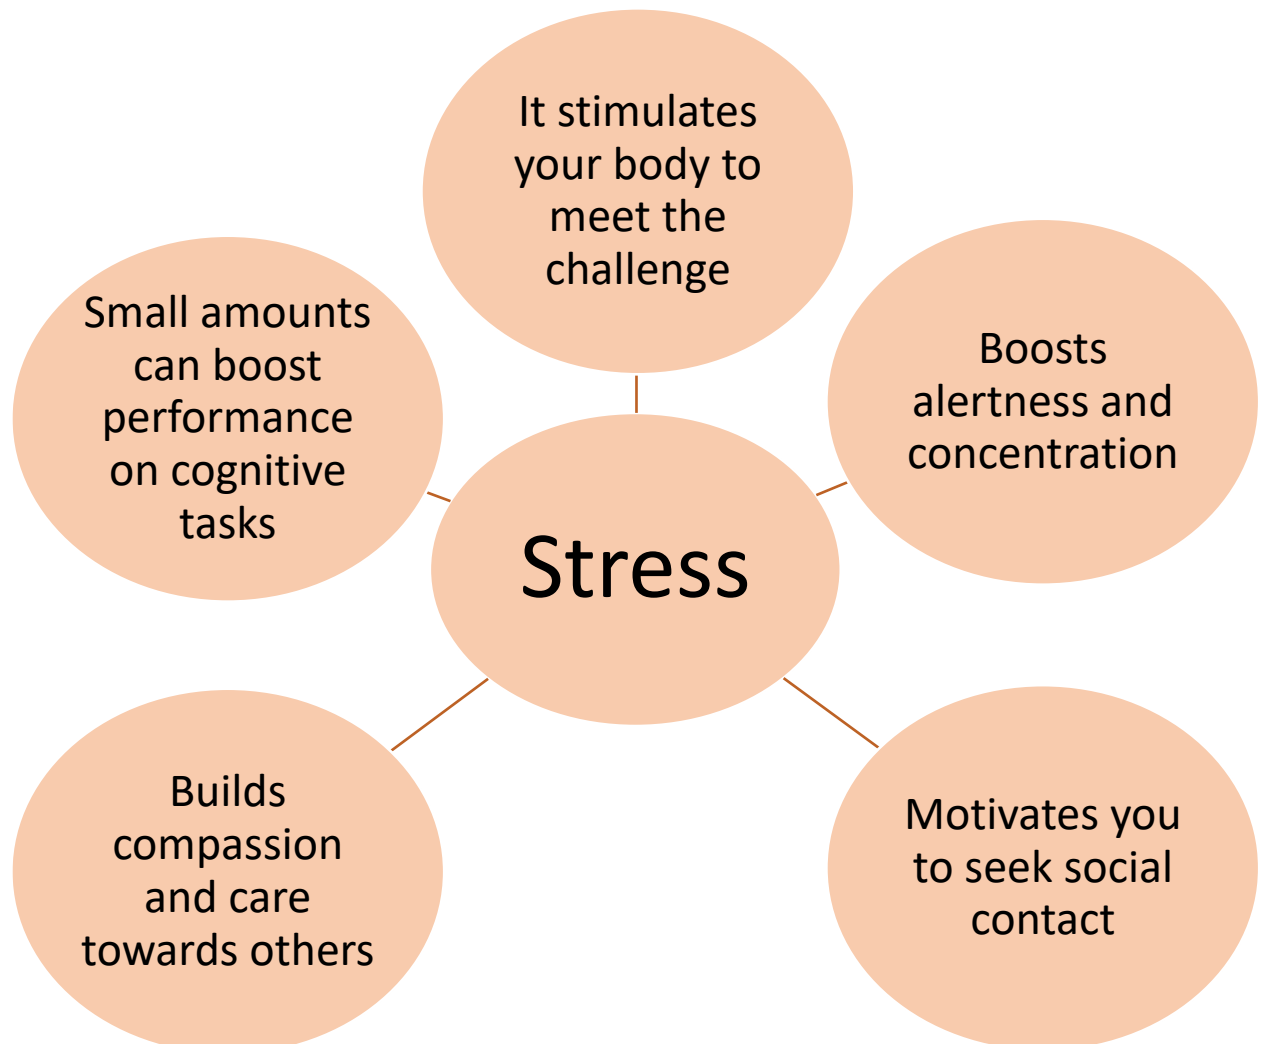 It stimulates
your body to
meet the
challenge
Small amounts
can boost
performance
on cognitive
tasks
Boosts
alertness and
concentration
Stress
Builds
compassion
and care
towards others
Motivates you
to seek social
contact